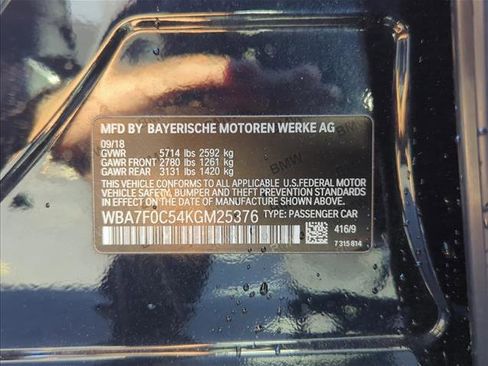 MFD BY BAYERISCHE MOTOREN WERKE AG
09/18
GVWR 5714 lbs 2592 kg
GAWR FRONT 2780 lbs 1261 kg
GAWR REAR 3131 lbs 1420 kg
THIS VEHICLE CONFORMS TO ALL APPLICABLE U.S.FEDERAL MOTOR
VEHICLE SAFETY, BUMPER AND THEFT PREVENTION STANDARDS
IN EFFECT ON THE DATE OF MANUFACTURE SHOWN ABOVE.
WBA7F0C54KGM25376 TYPE: PASSENGER CAR
416/9
7 315 814
BMW